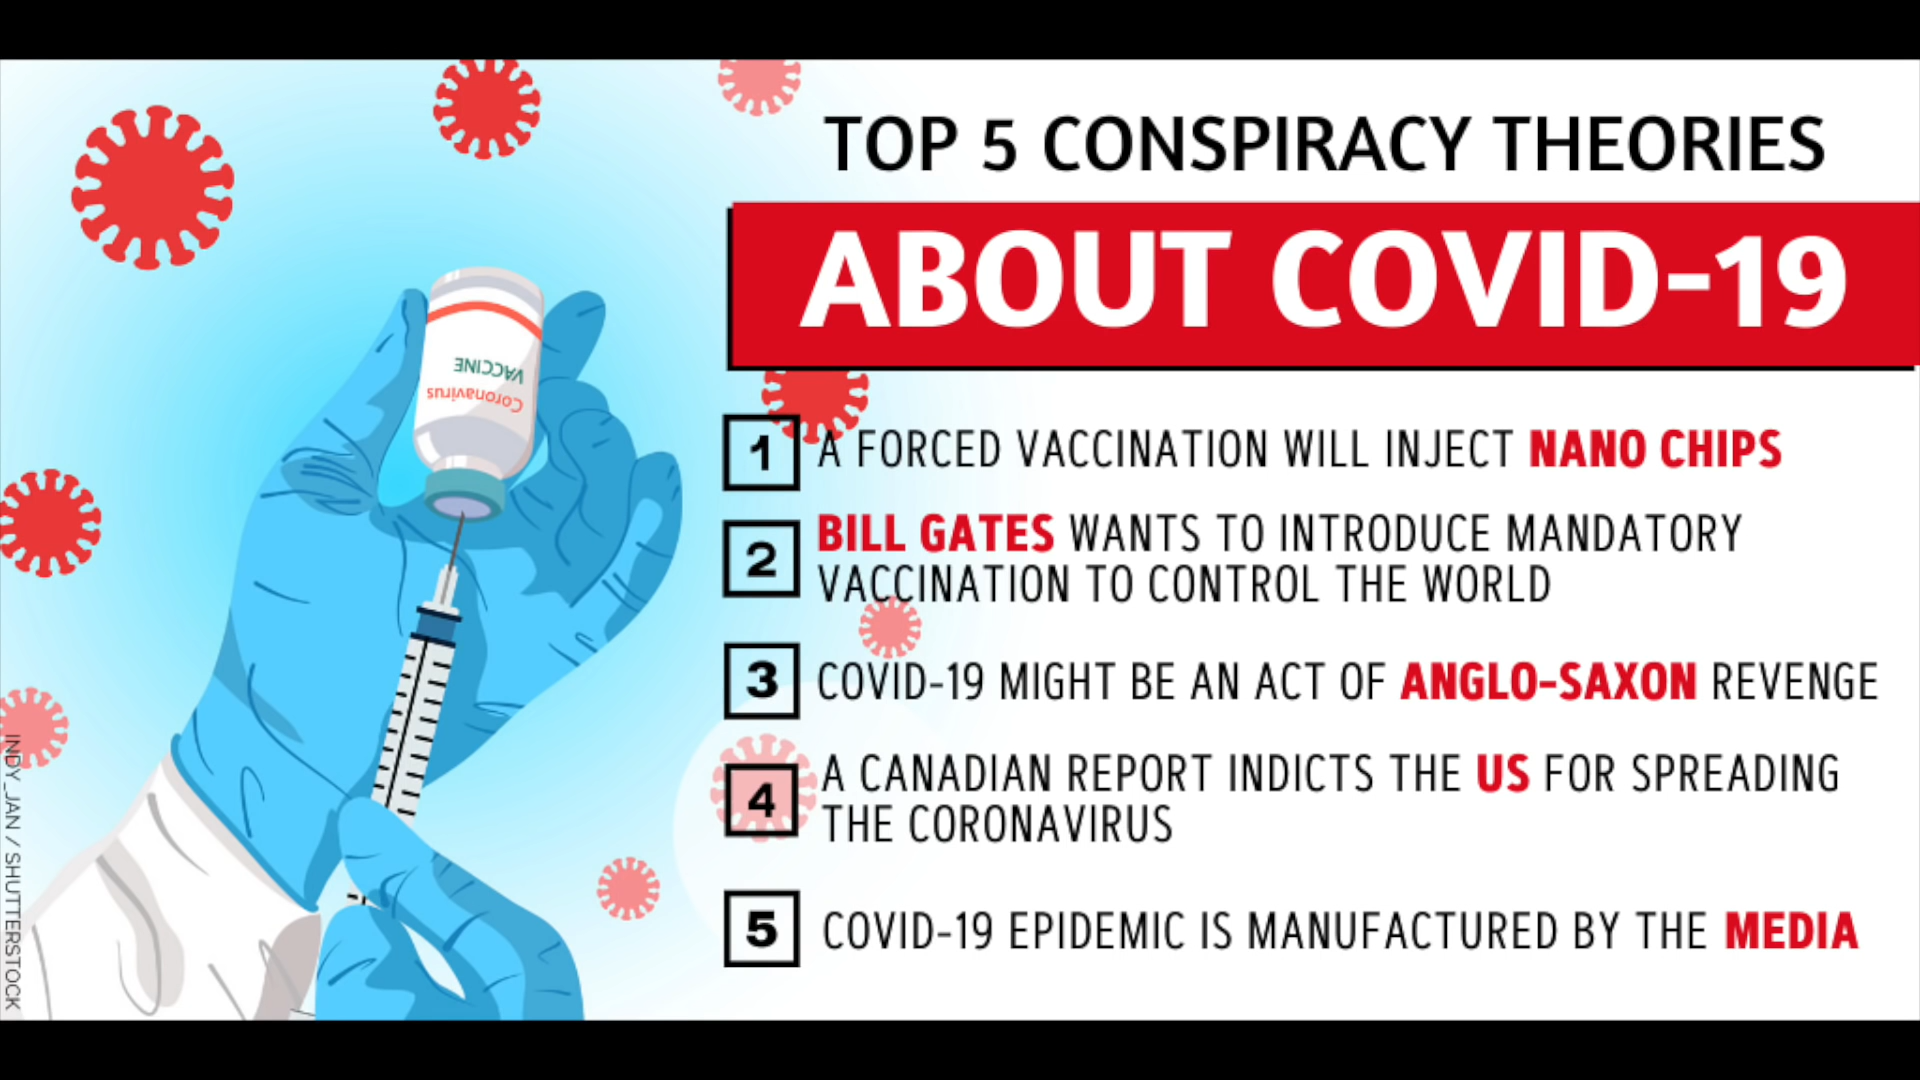 TOP 5 CONSPIRACY THEORIES
ABOUT COVID-19
VACCINE
Coronavirus
1 A FORCED VACCINATION WILL INJECT NANO CHIPS
2 BILL GATES WANTS TO INTRODUCE MANDATORY
VACCINATION TO CONTROL THE WORLD
3 COVID-19 MIGHT BE AN ACT OF ANGLO-SAXON REVENGE
4 A CANADIAN REPORT INDICTS THE US FOR SPREADING
THE CORONAVIRUS
5 COVID-19 EPIDEMIC IS MANUFACTURED BY THE MEDIA
INDY_JAN / SHUTTERSTOCK